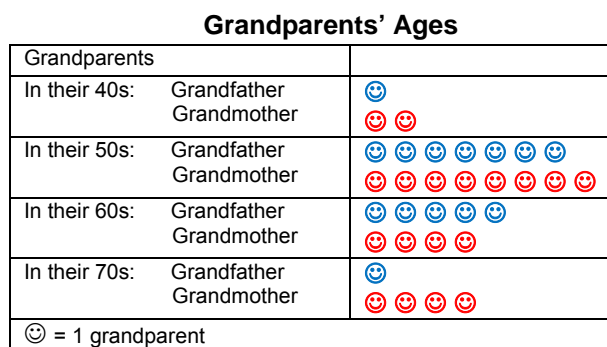 Grandparents’ Ages
Grandparents
In their 40s: Grandfather
Grandmother
In their 50s: Grandfather
Grandmother
In their 60s: Grandfather
Grandmother
In their 70s: Grandfather
Grandmother
☺ = 1 grandparent